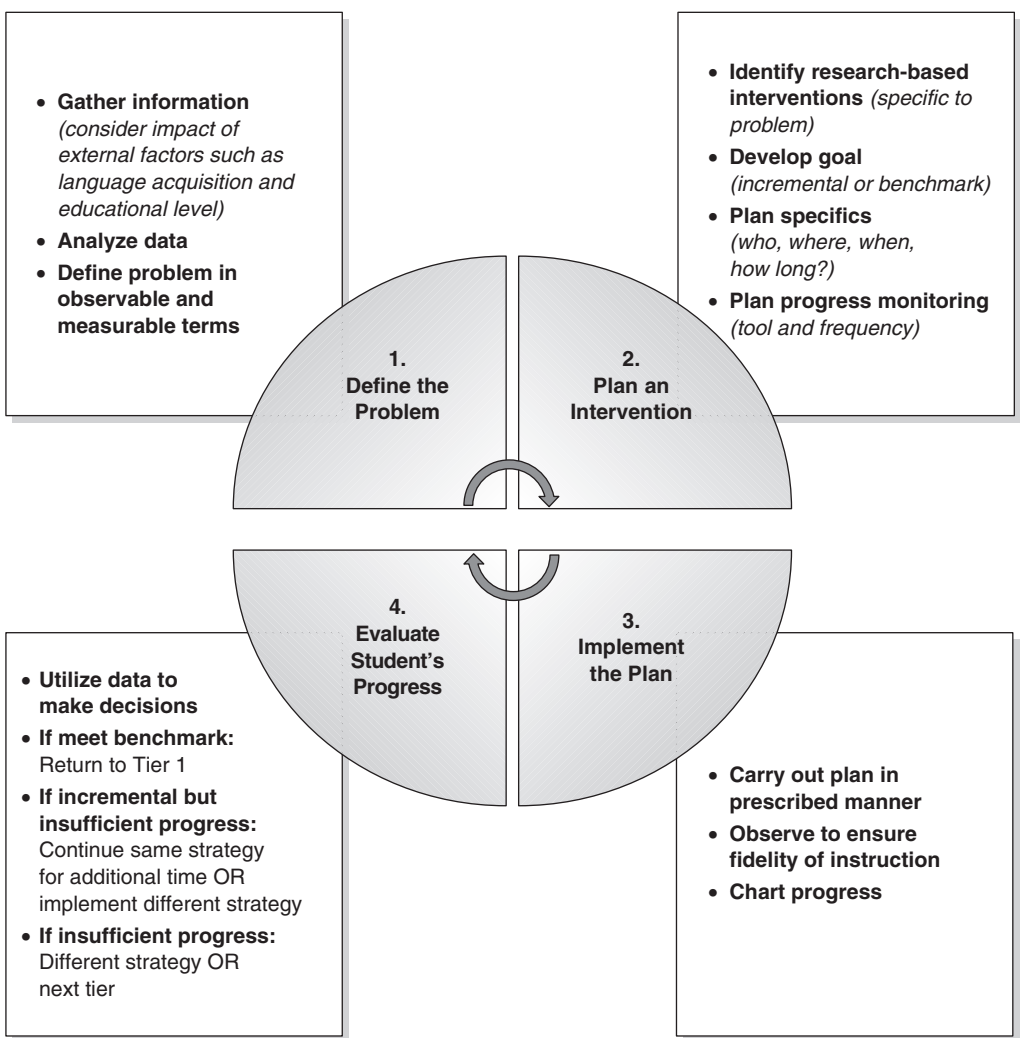 • Gather information
(consider impact of
external factors such as
language acquisition and
educational level)
• Analyze data
• Define problem in
observable and
measurable terms
• Identify research-based
interventions (specific to
problem)
• Develop goal
(incremental or benchmark)
• Plan specifics
(who, where, when,
how long?)
• Plan progress monitoring
(tool and frequency)
1.
Define the
Problem
2.
Plan an
Intervention
3.
Implement
the Plan
4.
Evaluate
Student’s
Progress
• Carry out plan in
prescribed manner
• Observe to ensure
fidelity of instruction
• Chart progress
• Utilize data to
make decisions
• If meet benchmark:
Return to Tier 1
• If incremental but
insufficient progress:
Continue same strategy
for additional time OR
implement different strategy
• If insufficient progress:
Different strategy OR
next tier